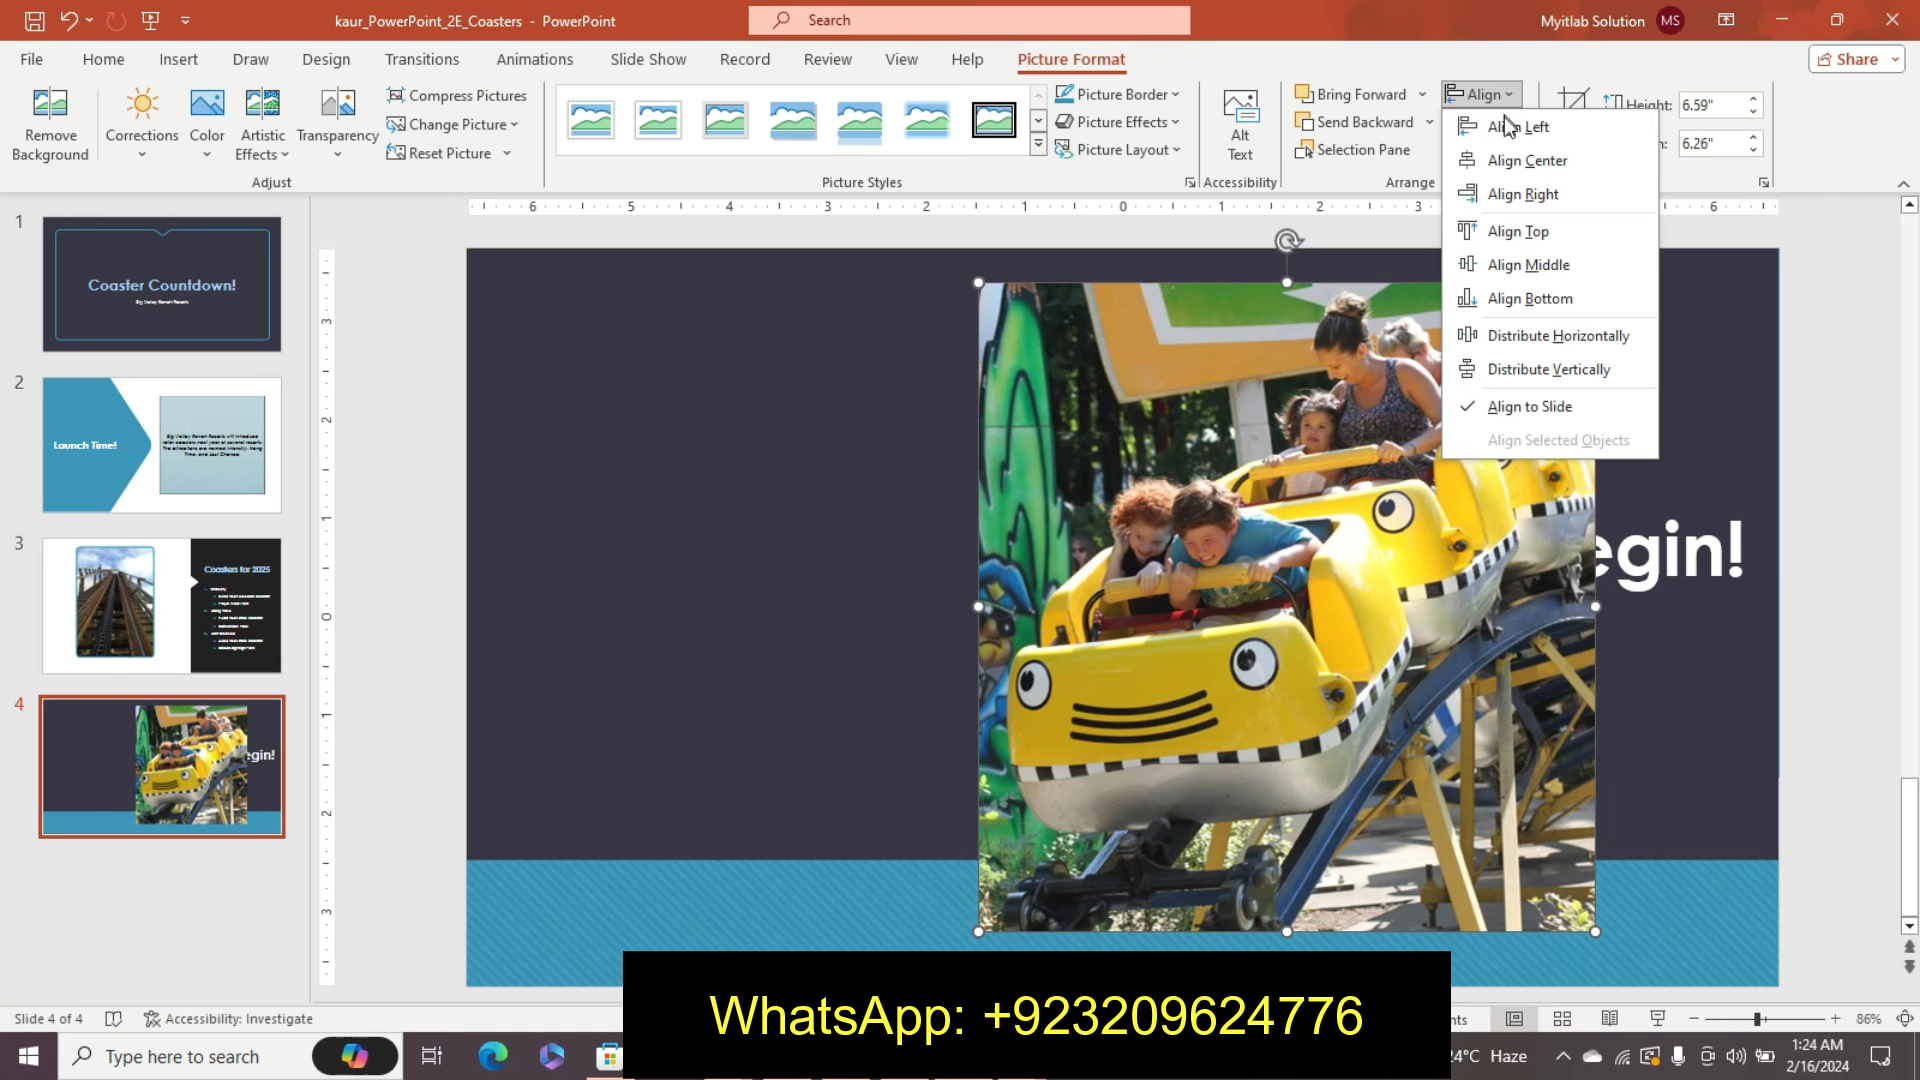 kaur_PowerPoint_2E_Coasters - PowerPoint
Search
Myitlab Solution
MS
File
Home
Insert
Draw
Design
Transitions
Animations
Slide Show
Record
Review
View
Help
Picture Format
Share
Remove
Background
Corrections
Color
Artistic
Effects
Transparency
Compress Pictures
Change Picture
Reset Picture
Adjust
Picture Styles
Picture Border
Picture Effects
Picture Layout
Alt
Text
Accessibility
Bring Forward
Send Backward
Selection Pane
Arrange
Align
Height: 6.59"
6.26"
Align Left
Align Center
Align Right
Align Top
Align Middle
Align Bottom
Distribute Horizontally
Distribute Vertically
Align to Slide
Align Selected Objects
1
Coaster Countdown!
2
Launch Time!
3
Coasters for 2025
4
egin!
egin!
Slide 4 of 4
Accessibility: Investigate
86%
WhatsApp: +923209624776
Type here to search
Haze
1:24 AM
2/16/2024